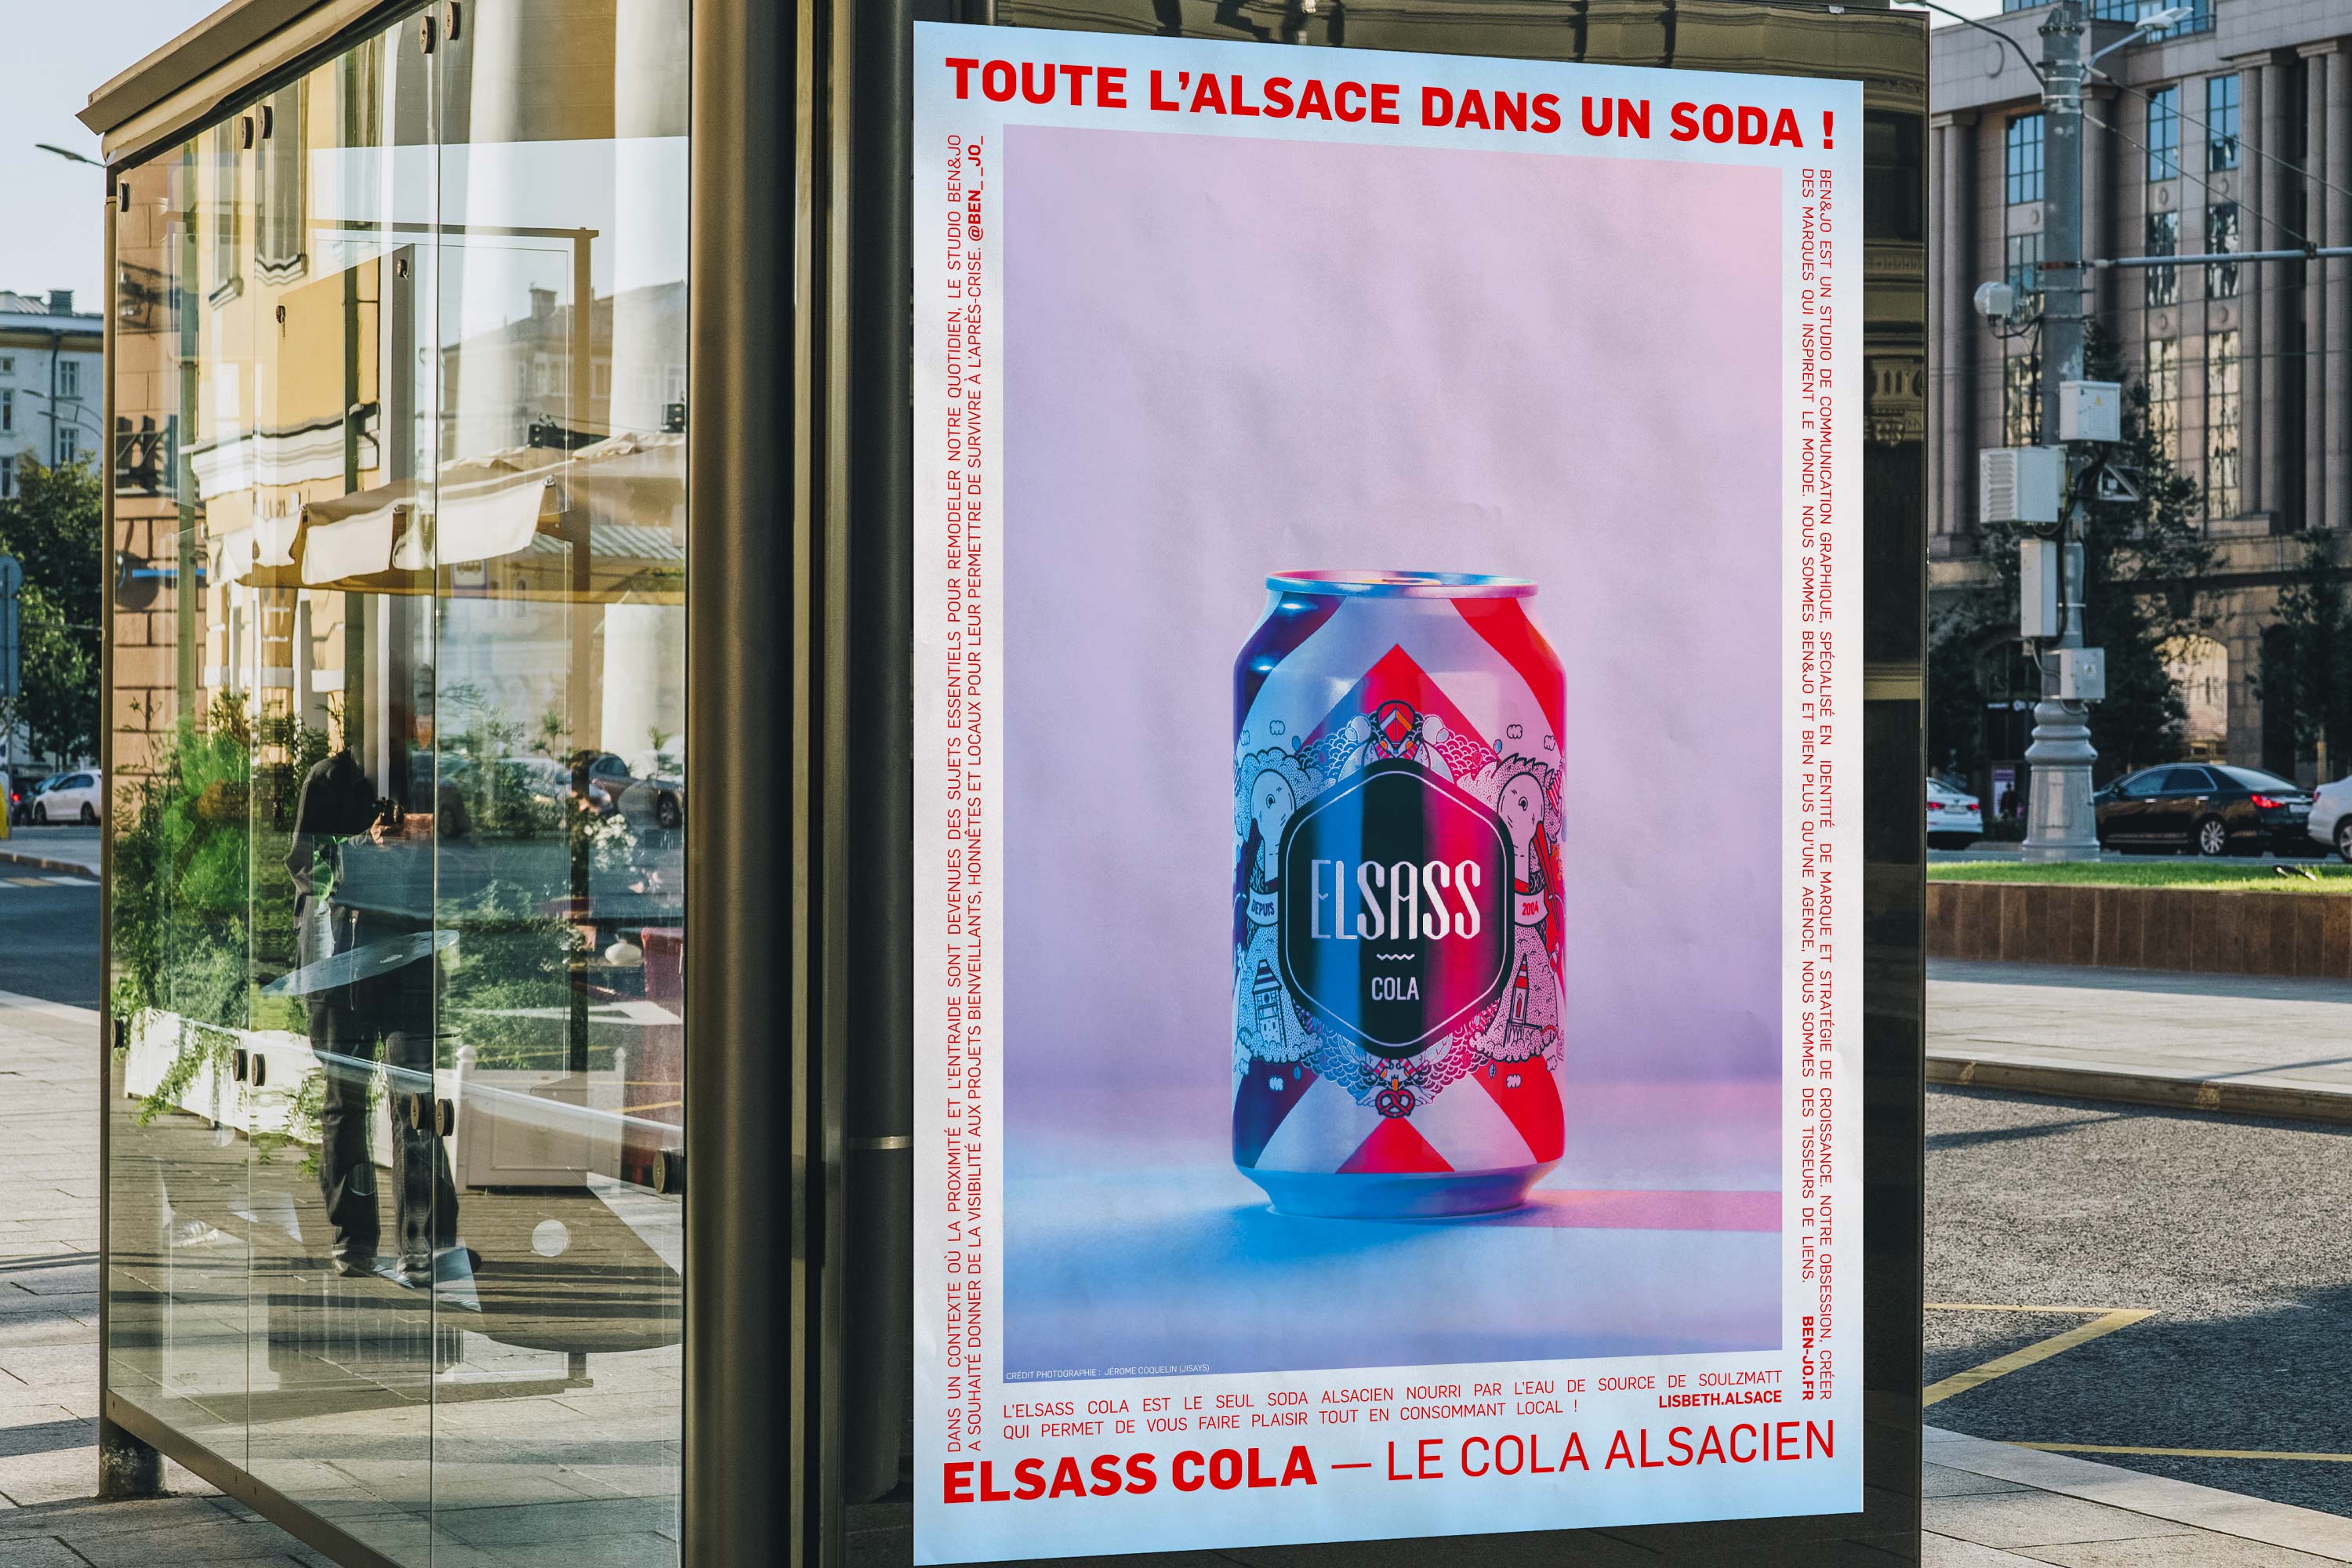 TOUTE L'ALSACE DANS UN SODA !
DANS UN CONTEXTE OÙ LA PROXIMITÉ ET L'ENTRAIDE SONT DEVENUES DES SUJETS ESSENTIELS POUR REMODELER NOTRE QUOTIDIEN, LE STUDIO BEN&JO
A SOUHAITÉ DONNER DE LA VISIBILITÉ AUX PROJETS BIENVEILLANTS, HONNÊTES ET LOCAUX POUR LEUR PERMETTRE DE SURVIVRE À L'APRÈS-CRISE. @BEN__JO_
BEN&JO EST UN STUDIO DE COMMUNICATION GRAPHIQUE, SPÉCIALISÉ EN IDENTITÉ DE MARQUE ET STRATÉGIE DE CROISSANCE. NOTRE OBSESSION, CRÉER
DES MARQUES QUI INSPIRENT LE MONDE. NOUS SOMMES BEN&JO ET BIEN PLUS QU'UNE AGENCE, NOUS SOMMES DES TISSEURS DE LIENS. BEN-JO.FR
DEPUIS 2004
ELSASS
COLA
CRÉDIT PHOTOGRAPHIE : JÉROME COQUELIN (JISAYS)
L'ELSASS COLA EST LE SEUL SODA ALSACIEN NOURRI PAR L'EAU DE SOURCE DE SOULZMATT
QUI PERMET DE VOUS FAIRE PLAISIR TOUT EN CONSOMMANT LOCAL ! LISBETH.ALSACE
ELSASS COLA — LE COLA ALSACIEN